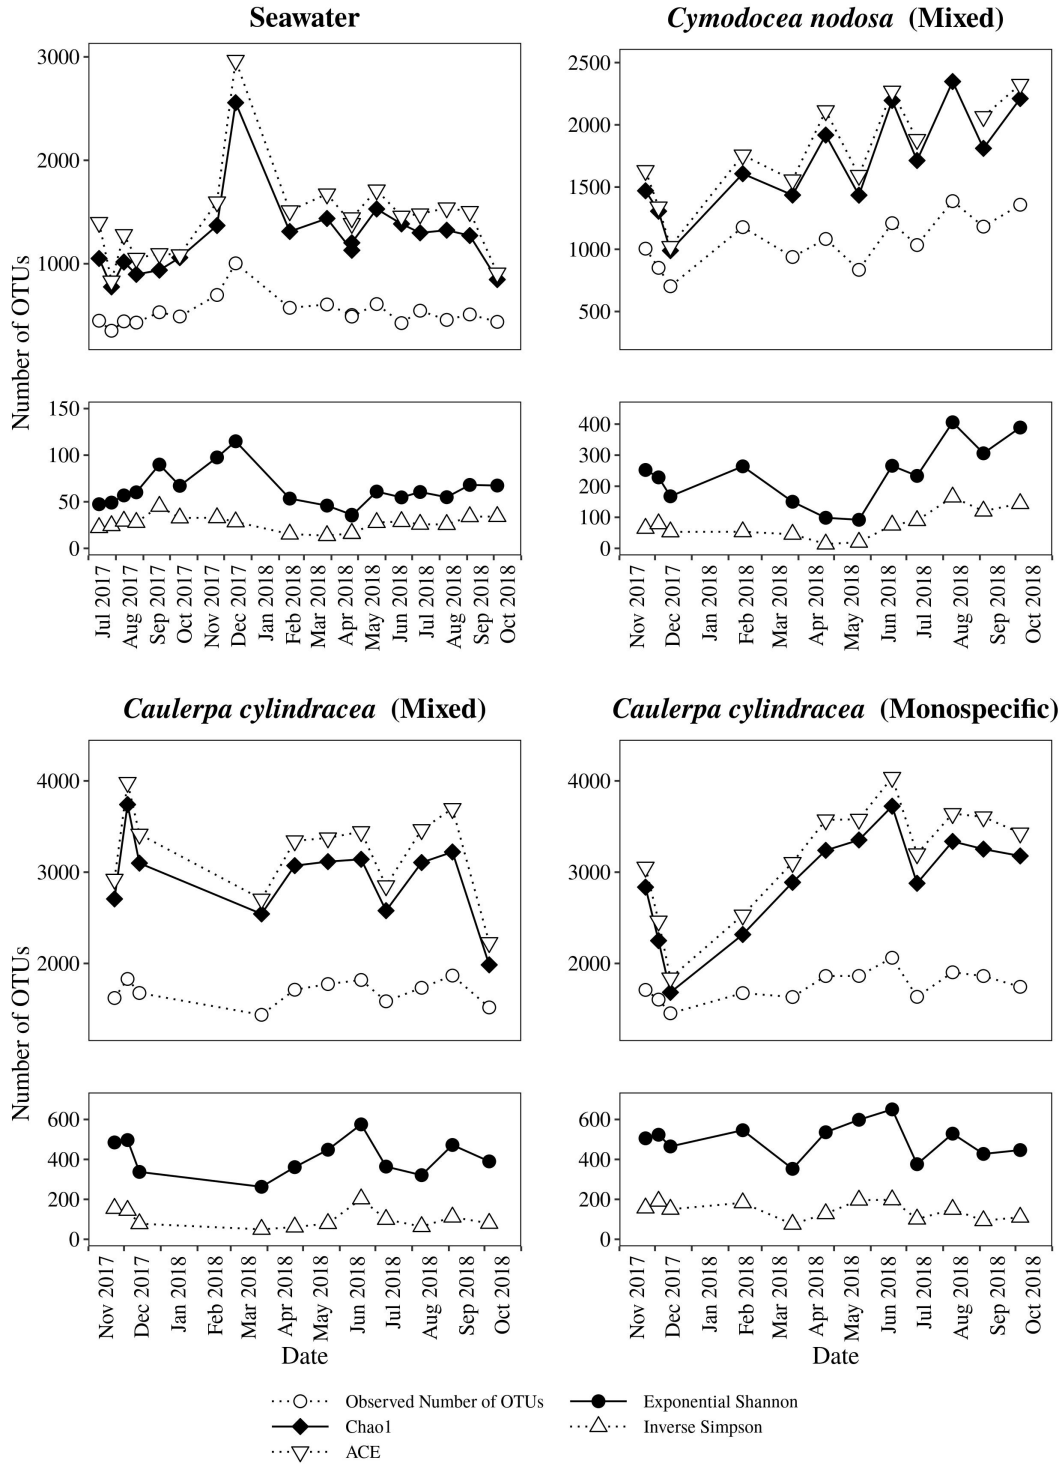 Seawater
Cymodocea nodosa (Mixed)
Number of OTUs
3000
2000
1000
2500
2000
1500
1000
500
150
100
50
0
400
300
200
100
0
Jul 2017
Aug 2017
Sep 2017
Oct 2017
Nov 2017
Dec 2017
Jan 2018
Feb 2018
Mar 2018
Apr 2018
May 2018
Jun 2018
Jul 2018
Aug 2018
Sep 2018
Oct 2018
Nov 2017
Dec 2017
Jan 2018
Feb 2018
Mar 2018
Apr 2018
May 2018
Jun 2018
Jul 2018
Aug 2018
Sep 2018
Oct 2018
Caulerpa cylindracea (Mixed)
Caulerpa cylindracea (Monospecific)
Number of OTUs
4000
3000
2000
4000
3000
2000
600
400
200
0
600
400
200
0
Nov 2017
Dec 2017
Jan 2018
Feb 2018
Mar 2018
Apr 2018
May 2018
Jun 2018
Jul 2018
Aug 2018
Sep 2018
Oct 2018
Nov 2017
Dec 2017
Jan 2018
Feb 2018
Mar 2018
Apr 2018
May 2018
Jun 2018
Jul 2018
Aug 2018
Sep 2018
Oct 2018
Date
Date
Observed Number of OTUs
Exponential Shannon
Chao1
Inverse Simpson
ACE